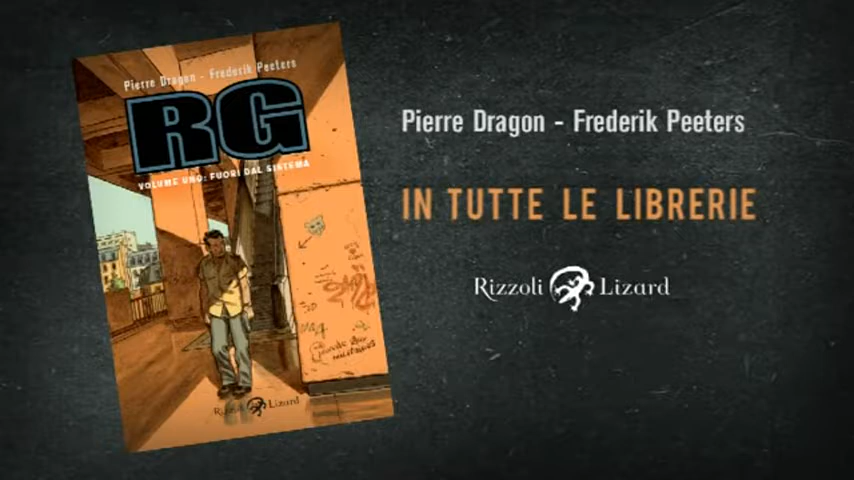 Pierre Dragon - Frederik Peeters
RG
VOLUME UNO: FUORI DAL SISTEMA
Rizzoli Lizard
Pierre Dragon - Frederik Peeters
IN TUTTE LE LIBRERIE
Rizzoli Lizard